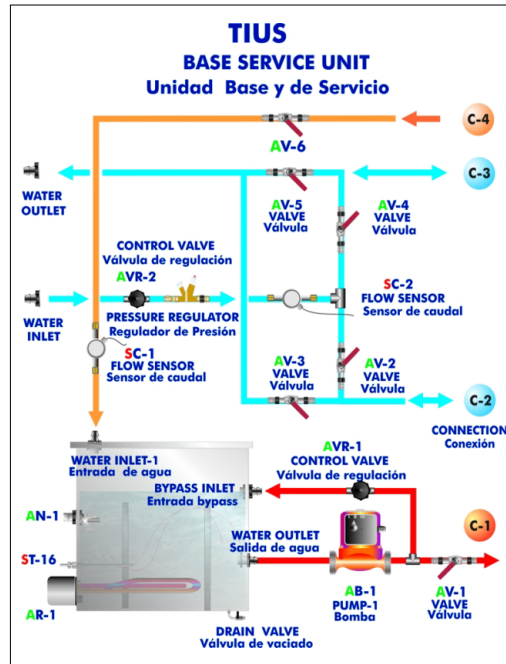 TIUS
BASE SERVICE UNIT
Unidad Base y de Servicio
C-4
AV-6
C-3
WATER
OUTLET
AV-5
VALVE
Válvula
AV-4
VALVE
Válvula
CONTROL VALVE
Válvula de regulación
AVR-2
SC-2
FLOW SENSOR
Sensor de caudal
WATER
INLET
PRESSURE REGULATOR
Regulador de Presión
SC-1
FLOW SENSOR
Sensor de caudal
AV-3
VALVE
Válvula
AV-2
VALVE
Válvula
C-2
CONNECTION
Conexión
WATER INLET-1
Entrada de agua
AVR-1
CONTROL VALVE
Válvula de regulación
BYPASS INLET
Entrada bypass
AN-1
WATER OUTLET
Salida de agua
C-1
ST-16
AR-1
AB-1
PUMP-1
Bomba
AV-1
VALVE
Válvula
DRAIN VALVE
Válvula de vaciado